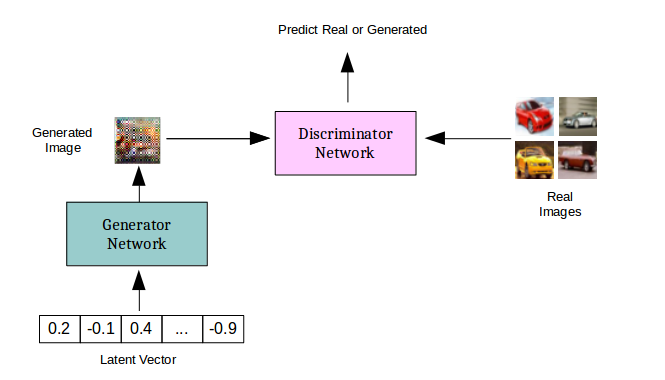 Predict Real or Generated
Generated
Image
Discriminator
Network
Real
Images
Generator
Network
0.2 -0.1 0.4 ... -0.9
Latent Vector